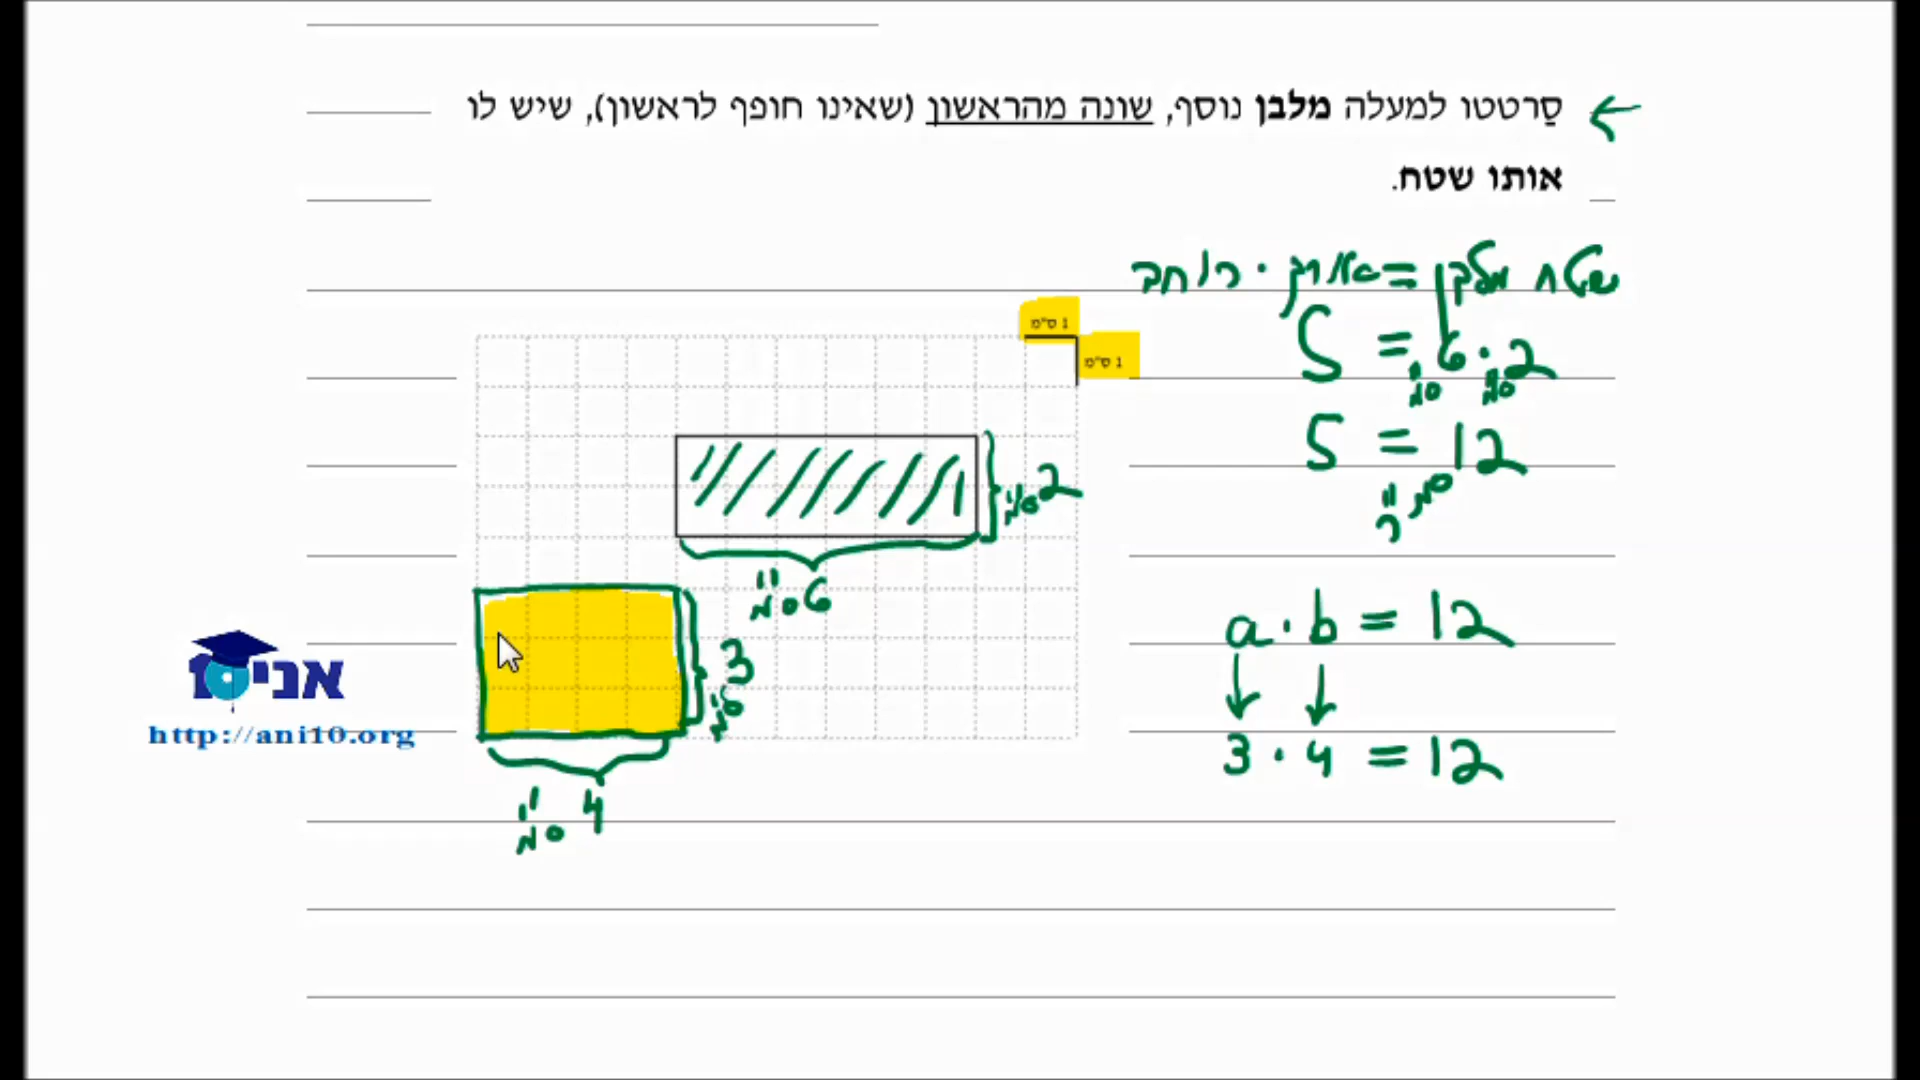 סַרטטו למעלה מלבן נוסף, שונה מהראשון (שאינו חופף לראשון), שיש לו
אותו שטח.
שטח מלבן = אורך · רוחב
S = 6 · 2
ס"מ ס"מ
S = 12
סמ"ר
1 ס"מ
1 ס"מ
2 ס"מ
6 ס"מ
3 ס"מ
4 ס"מ
a · b = 12
3 · 4 = 12
אני10
http://ani10.org